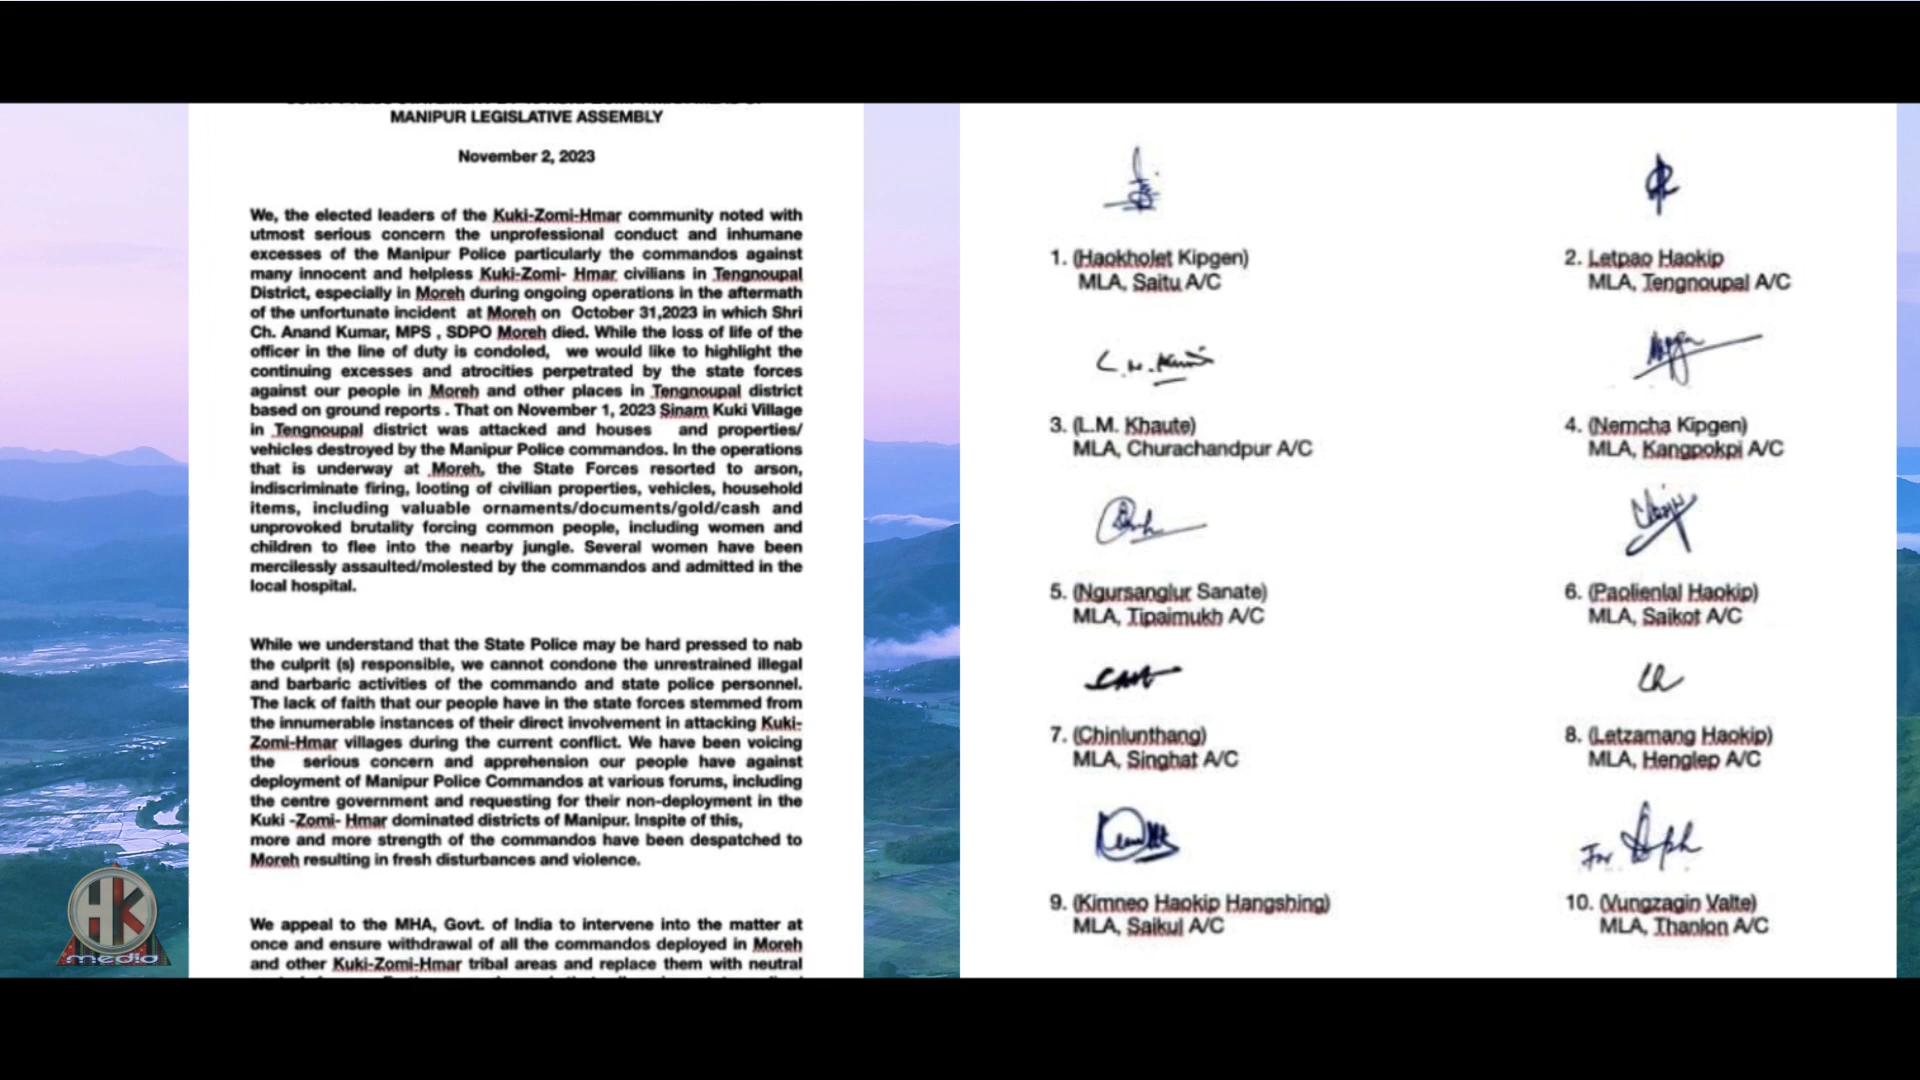 MANIPUR LEGISLATIVE ASSEMBLY
November 2, 2023
We, the elected leaders of the Kuki-Zomi-Hmar community noted with
utmost serious concern the unprofessional conduct and inhumane
excesses of the Manipur Police particularly the commandos against
many innocent and helpless Kuki-Zomi- Hmar civilians in Tengnoupal
District, especially in Moreh during ongoing operations in the aftermath
of the unfortunate incident at Moreh on October 31,2023 in which Shri
Ch. Anand Kumar, MPS , SDPO Moreh died. While the loss of life of the
officer in the line of duty is condoled, we would like to highlight the
continuing excesses and atrocities perpetrated by the state forces
against our people in Moreh and other places in Tengnoupal district
based on ground reports . That on November 1, 2023 Sinam Kuki Village
in Tengnoupal district was attacked and houses and properties/
vehicles destroyed by the Manipur Police commandos. In the operations
that is underway at Moreh, the State Forces resorted to arson,
indiscriminate firing, looting of civilian properties, vehicles, household
items, including valuable ornaments/documents/gold/cash and
unprovoked brutality forcing common people, including women and
children to flee into the nearby jungle. Several women have been
mercilessly assaulted/molested by the commandos and admitted in the
local hospital.
While we understand that the State Police may be hard pressed to nab
the culprit (s) responsible, we cannot condone the unrestrained illegal
and barbaric activities of the commando and state police personnel.
The lack of faith that our people have in the state forces stemmed from
the innumerable instances of their direct involvement in attacking Kuki-
Zomi-Hmar villages during the current conflict. We have been voicing
the serious concern and apprehension our people have against
deployment of Manipur Police Commandos at various forums, including
the centre government and requesting for their non-deployment in the
Kuki -Zomi- Hmar dominated districts of Manipur. Inspite of this,
more and more strength of the commandos have been despatched to
Moreh resulting in fresh disturbances and violence.
We appeal to the MHA, Govt. of India to intervene into the matter at
once and ensure withdrawal of all the commandos deployed in Moreh
and other Kuki-Zomi-Hmar tribal areas and replace them with neutral
1. (Haokholet Kipgen)
MLA, Saitu A/C
2. Letpao Haokip
MLA, Tengnoupal A/C
3. (L.M. Khaute)
MLA, Churachandpur A/C
4. (Nemcha Kipgen)
MLA, Kangpokpi A/C
5. (Ngursanglur Sanate)
MLA, Tipaimukh A/C
6. (Paolienlal Haokip)
MLA, Saikot A/C
7. (Chinlunthang)
MLA, Singhat A/C
8. (Letzamang Haokip)
MLA, Henglep A/C
For
9. (Kimneo Haokip Hangshing)
MLA, Saikul A/C
10. (Vungzagin Valte)
MLA, Thanlon A/C
HK
media